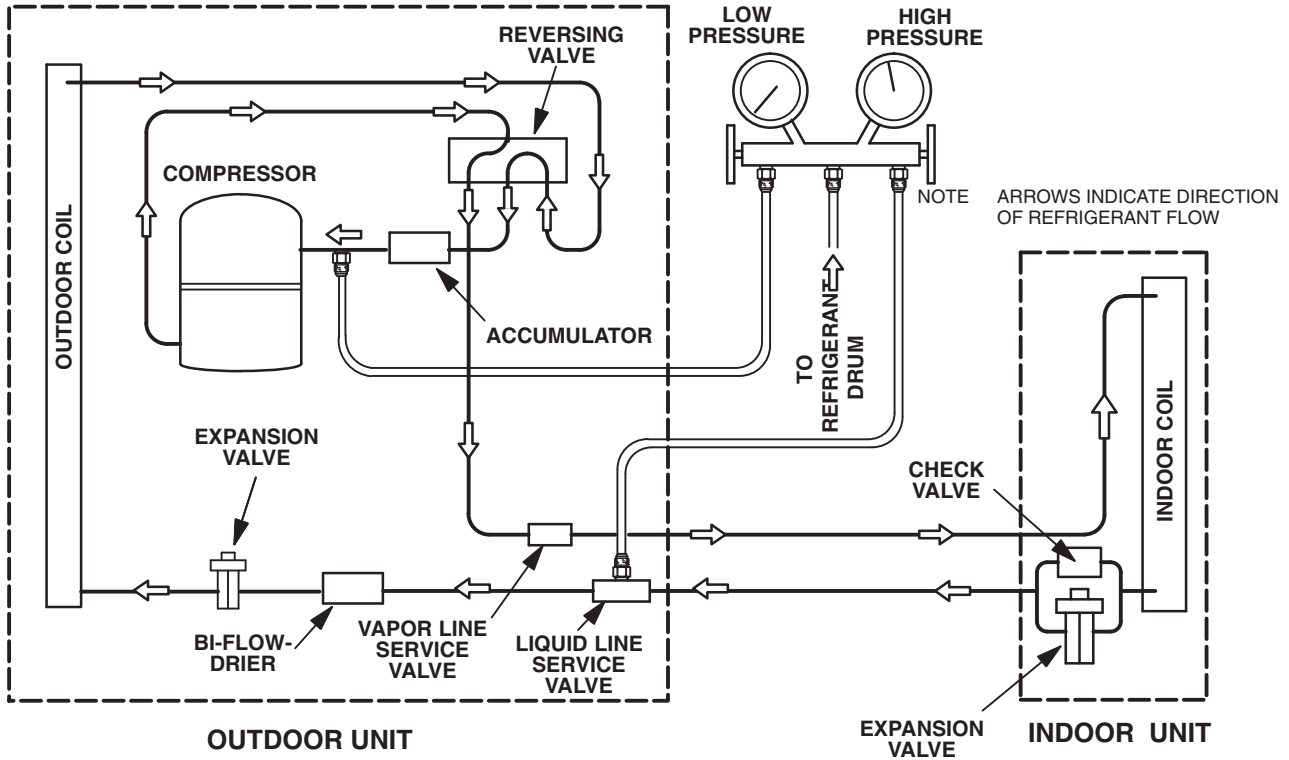 LOW
PRESSURE
HIGH
PRESSURE
REVERSING
VALVE
COMPRESSOR
NOTE ARROWS INDICATE DIRECTION
OF REFRIGERANT FLOW
OUTDOOR COIL
ACCUMULATOR
TO
REFRIGERANT
DRUM
INDOOR COIL
EXPANSION
VALVE
CHECK
VALVE
BI-FLOW-
DRIER
VAPOR LINE
SERVICE
VALVE
LIQUID LINE
SERVICE
VALVE
EXPANSION
VALVE
OUTDOOR UNIT
INDOOR UNIT